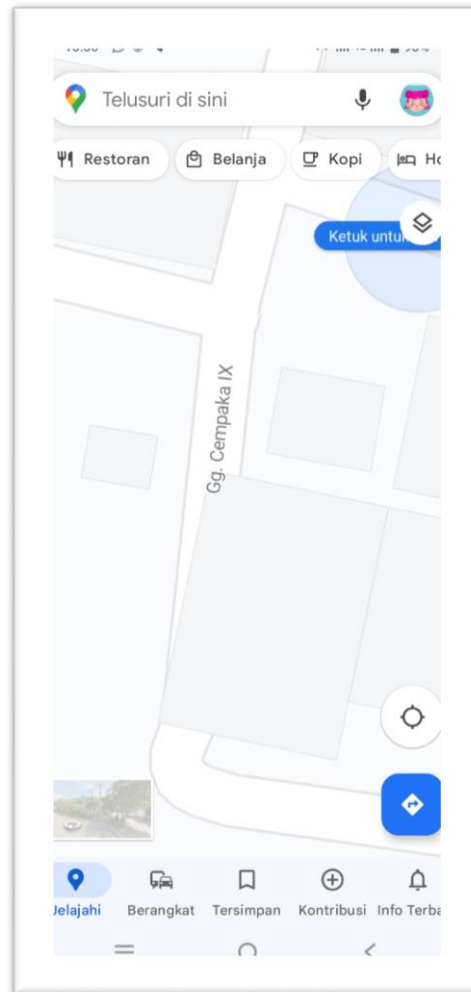 Telusuri di sini
Restoran Belanja Kopi
Ketuk untu
Gg. Cempaka IX
Jelajahi Berangkat Tersimpan Kontribusi Info Terba